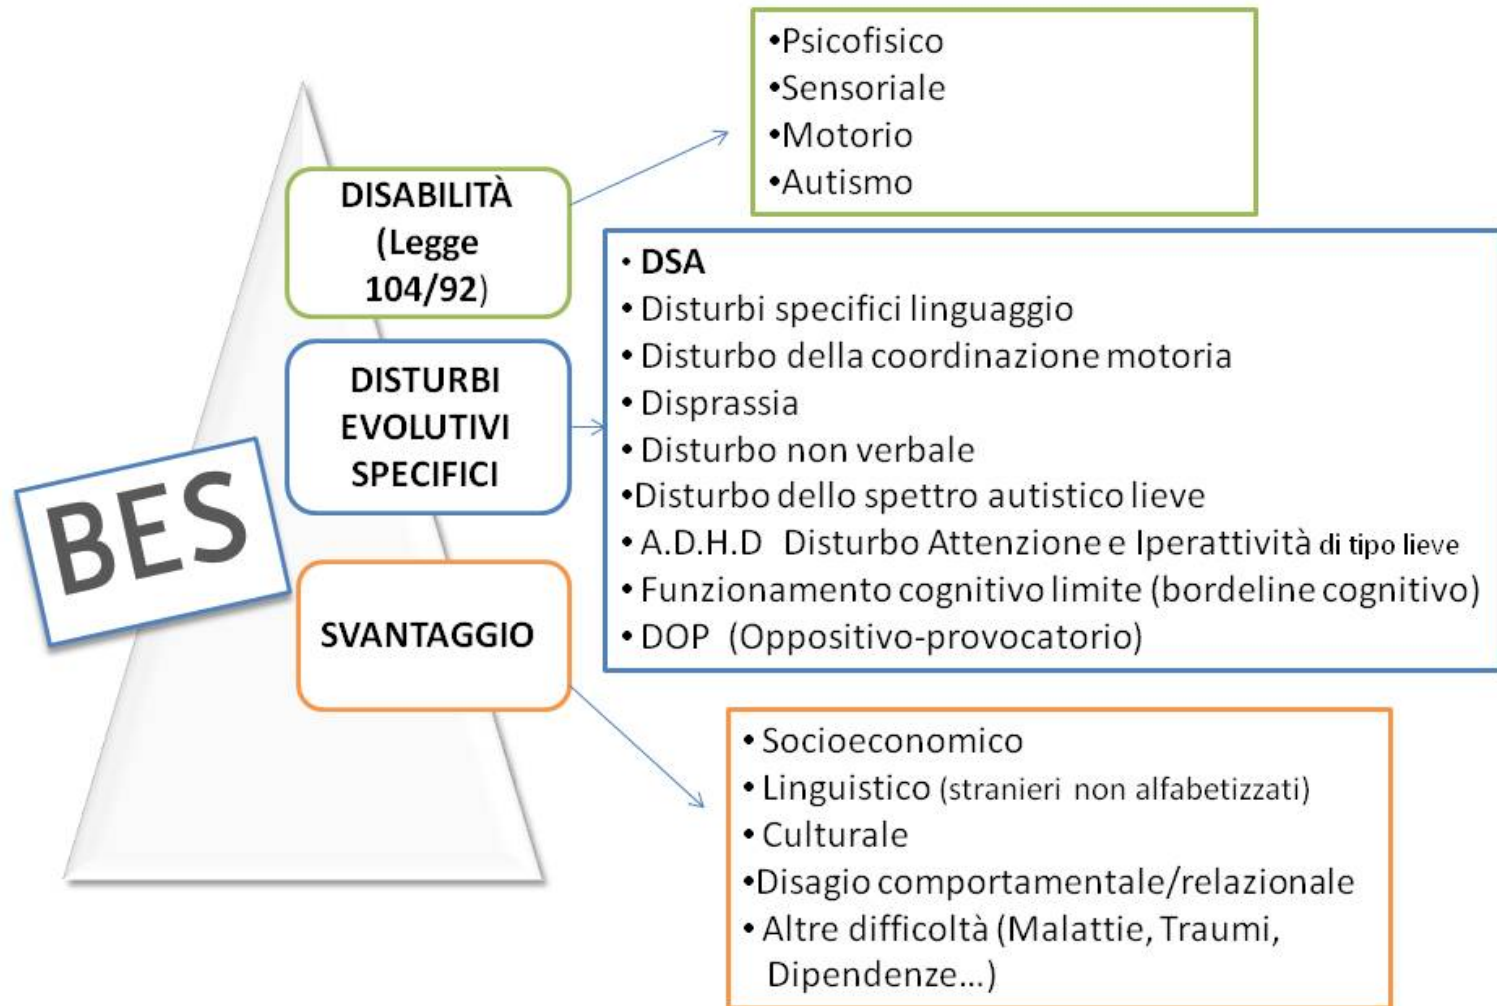 BES
DISABILITÀ
(Legge
104/92)
•Psicofisico
•Sensoriale
•Motorio
•Autismo
DISTURBI
EVOLUTIVI
SPECIFICI
• DSA
• Disturbi specifici linguaggio
• Disturbo della coordinazione motoria
• Disprassia
• Disturbo non verbale
•Disturbo dello spettro autistico lieve
• A.D.H.D Disturbo Attenzione e Iperattività di tipo lieve
• Funzionamento cognitivo limite (bordeline cognitivo)
• DOP (Oppositivo-provocatorio)
SVANTAGGIO
• Socioeconomico
• Linguistico (stranieri non alfabetizzati)
• Culturale
•Disagio comportamentale/relazionale
• Altre difficoltà (Malattie, Traumi,
Dipendenze...)